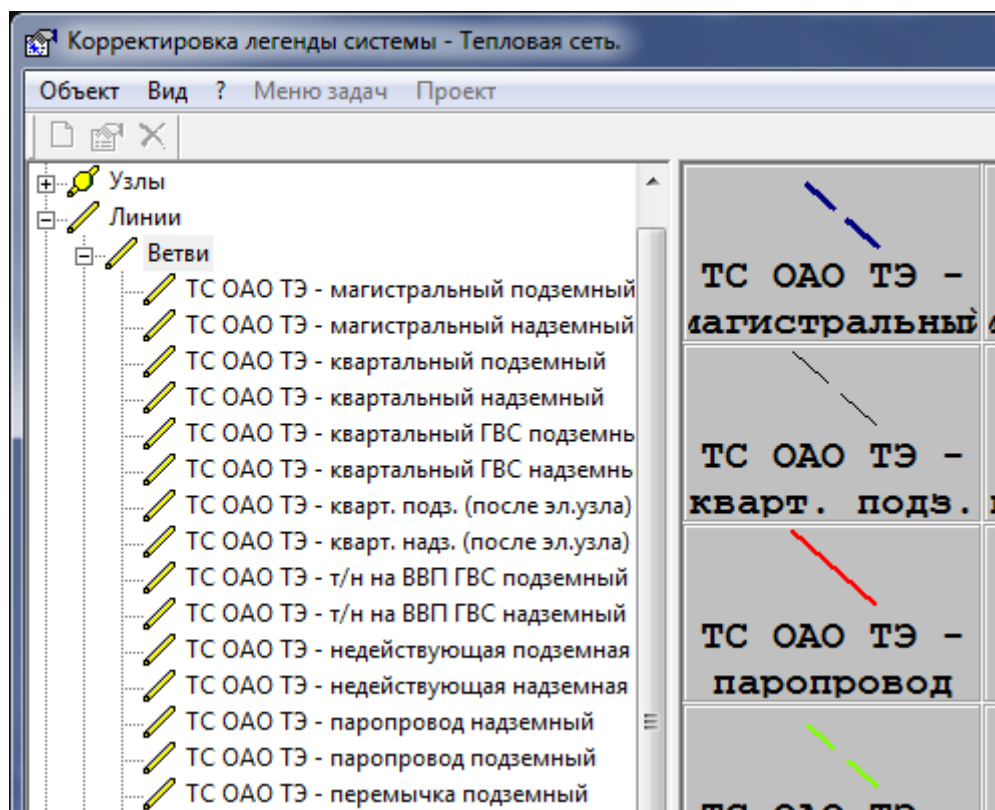 Корректировка легенды системы - Тепловая сеть.
Объект Вид ? Меню задач Проект
Узлы
Линии
Ветви
ТС ОАО ТЭ - магистральный подземный
ТС ОАО ТЭ - магистральный надземный
ТС ОАО ТЭ - квартальный подземный
ТС ОАО ТЭ - квартальный надземный
ТС ОАО ТЭ - квартальный ГВС подземнь
ТС ОАО ТЭ - квартальный ГВС надземнь
ТС ОАО ТЭ - кварт. подз. (после эл.узла)
ТС ОАО ТЭ - кварт. надз. (после эл.узла)
ТС ОАО ТЭ - т/н на ВВП ГВС подземный
ТС ОАО ТЭ - т/н на ВВП ГВС надземный
ТС ОАО ТЭ - недействующая подземная
ТС ОАО ТЭ - недействующая надземная
ТС ОАО ТЭ - паропровод надземный
ТС ОАО ТЭ - паропровод подземный
ТС ОАО ТЭ - перемычка подземный
ТС ОАО ТЭ -
магистральный
ТС ОАО ТЭ -
кварт. подз.
ТС ОАО ТЭ -
паропровод
ТС ОАО ТЭ -